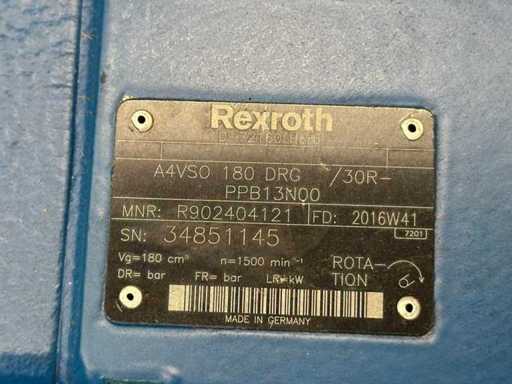 Rexroth
A4VSO 180 DRG /30R-
PPB13N00
MNR: R902404121 FD: 2016W41
SN: 34851145 7201
Vg=180 cm³ n=1500 min⁻¹ ROTA-
DR= bar FR= bar LR=kW TION
MADE IN GERMANY